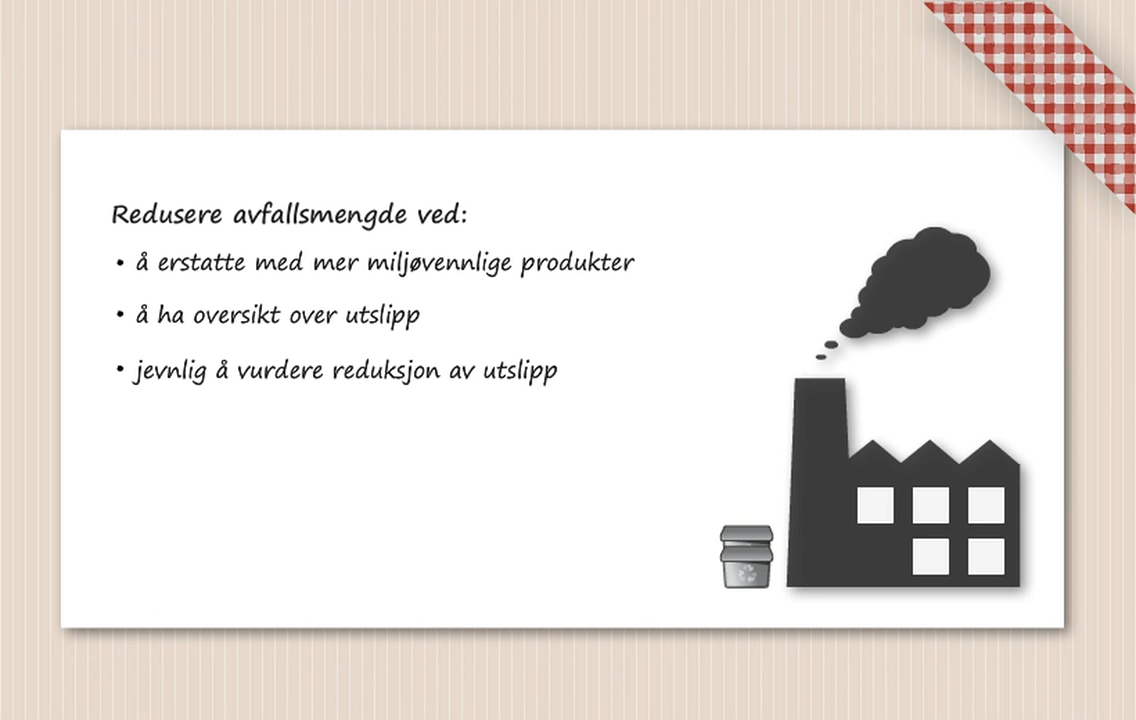 Redusere avfallsmengde ved:
• å erstatte med mer miljøvennlige produkter
• å ha oversikt over utslipp
• jevnlig å vurdere reduksjon av utslipp